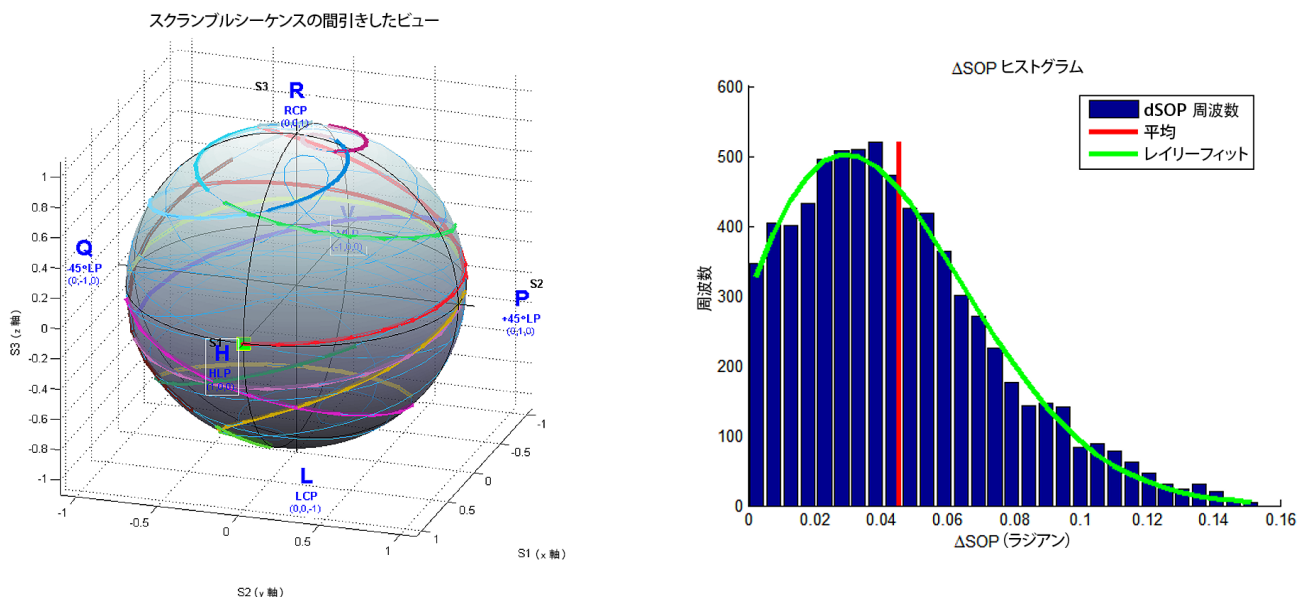 スクランブルシーケンスの間引きしたビュー
S3
R
RCP
(0,0,1)
V
(-1,0,0)
Q
-45°LP
(0,-1,0)
S2
P
+45°LP
(0,1,0)
S1
H
HLP
(1,0,0)
L
LCP
(0,0,-1)
1
0.8
0.6
0.4
0.2
0
-0.2
-0.4
-0.6
-0.8
-1
S3 (z 軸)
-1
-0.5
0
0.5
1
S2 (y 軸)
-1
-0.5
0
0.5
1
S1 (x 軸)
ΔSOP ヒストグラム
dSOP 周波数
平均
レイリーフィット
600
500
400
300
200
100
0
周波数
0 0.02 0.04 0.06 0.08 0.1 0.12 0.14 0.16
ΔSOP (ラジアン)